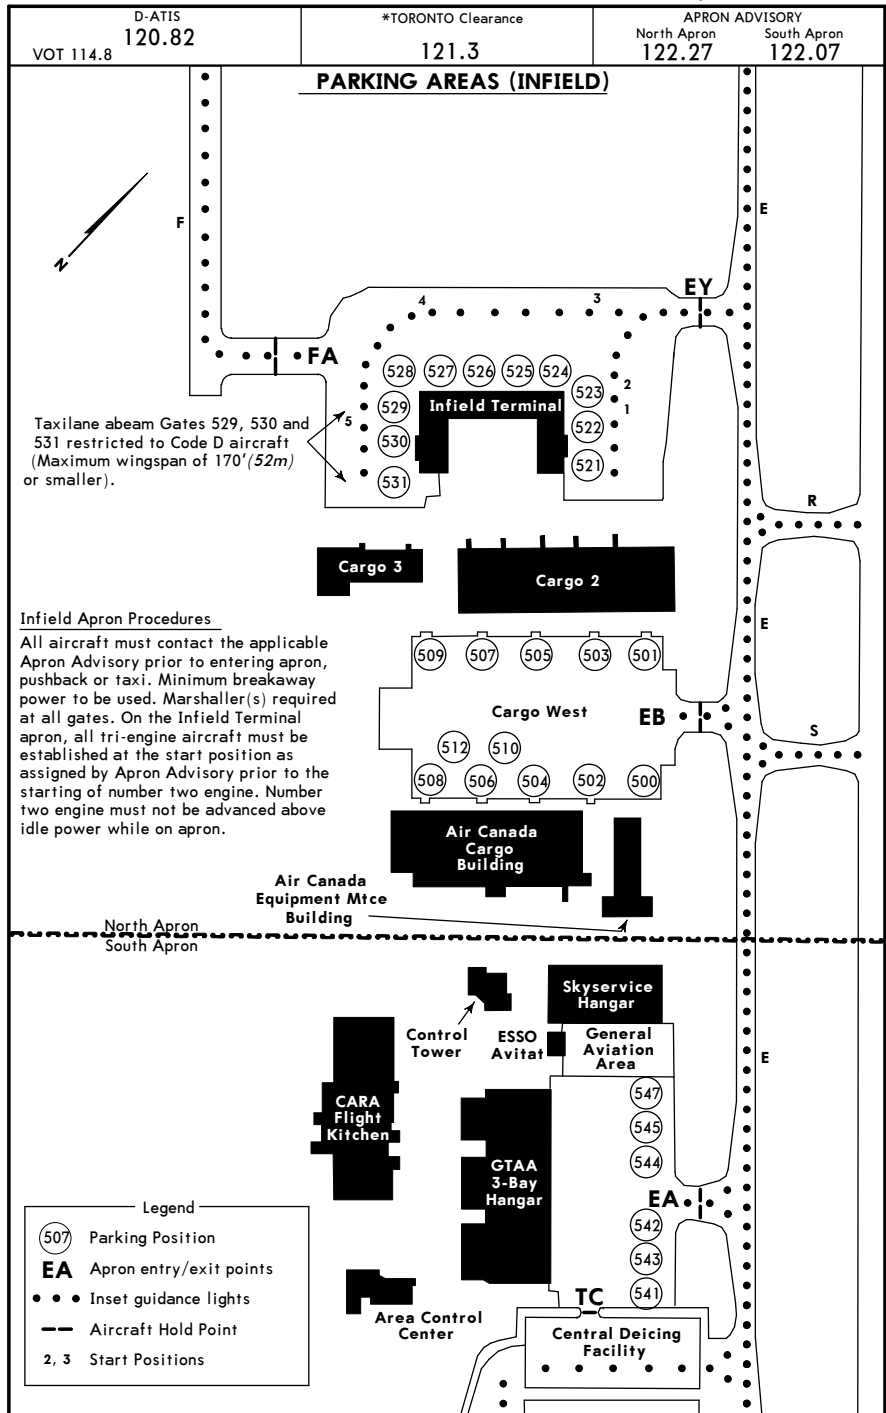 D-ATIS
120.82
VOT 114.8
*TORONTO Clearance
121.3
APRON ADVISORY
North Apron
122.27
South Apron
122.07
PARKING AREAS (INFIELD)
N
F
E
EY
4
3
FA
528
527
526
525
524
523
2
1
529
Infield Terminal
522
5
530
521
531
Taxilane abeam Gates 529, 530 and
531 restricted to Code D aircraft
(Maximum wingspan of 170'(52m)
or smaller).
R
Cargo 3
Cargo 2
Infield Apron Procedures
All aircraft must contact the applicable
Apron Advisory prior to entering apron,
pushback or taxi. Minimum breakaway
power to be used. Marshaller(s) required
at all gates. On the Infield Terminal
apron, all tri-engine aircraft must be
established at the start position as
assigned by Apron Advisory prior to the
starting of number two engine. Number
two engine must not be advanced above
idle power while on apron.
E
509
507
505
503
501
Cargo West
EB
S
512
510
508
506
504
502
500
Air Canada
Cargo
Building
Air Canada
Equipment Mtce
Building
North Apron
South Apron
Skyservice
Hangar
Control
Tower
ESSO
Avitat
General
Aviation
Area
E
CARA
Flight
Kitchen
547
545
544
GTAA
3-Bay
Hangar
EA
542
543
541
TC
Area Control
Center
Central Deicing
Facility
Legend
507 Parking Position
EA Apron entry/exit points
Inset guidance lights
Aircraft Hold Point
2, 3 Start Positions